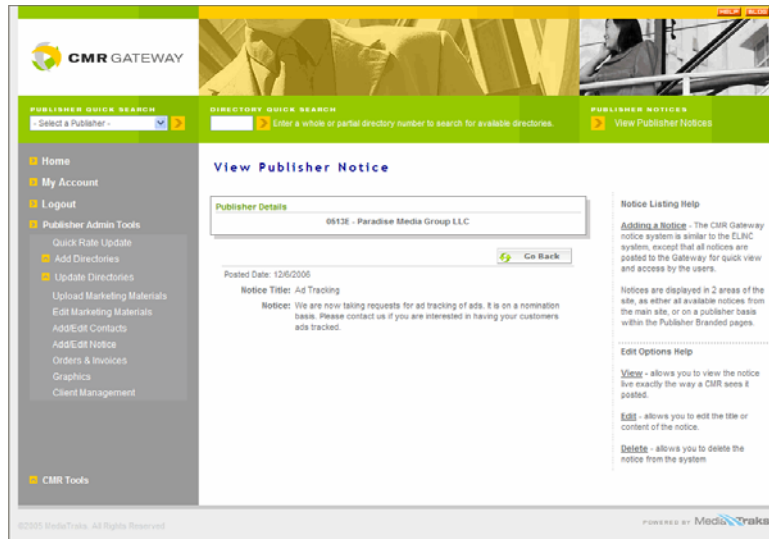 HELP BLOG
CMR GATEWAY
PUBLISHER QUICK SEARCH
- Select a Publisher -
DIRECTORY QUICK SEARCH
Enter a whole or partial directory number to search for available directories.
PUBLISHER NOTICES
View Publisher Notices
Home
My Account
Logout
Publisher Admin Tools
Quick Rate Update
Add Directories
Update Directories
Upload Marketing Materials
Edit Marketing Materials
Add/Edit Contacts
Add/Edit Notice
Orders & Invoices
Graphics
Client Management
CMR Tools
View Publisher Notice
Publisher Details
0613E - Paradise Media Group LLC
Go Back
Posted Date: 12/6/2006
Notice Title: Ad Tracking
Notice: We are now taking requests for ad tracking of ads. It is on a nomination
basis. Please contact us if you are interested in having your customers
ads tracked.
Notice Listing Help
Adding a Notice - The CMR Gateway
notice system is similar to the ELINC
system, except that all notices are
posted to the Gateway for quick view
and access by the users.
Notices are displayed in 2 areas of the
site, as either all available notices from
the main site, or on a publisher basis
within the Publisher Branded pages.
Edit Options Help
View - allows you to view the notice
live exactly the way a CMR sees it
posted.
Edit - allows you to edit the title or
content of the notice.
Delete - allows you to delete the
notice from the system
©2005 MediaTraks. All Rights Reserved
POWERED BY MediaTraks